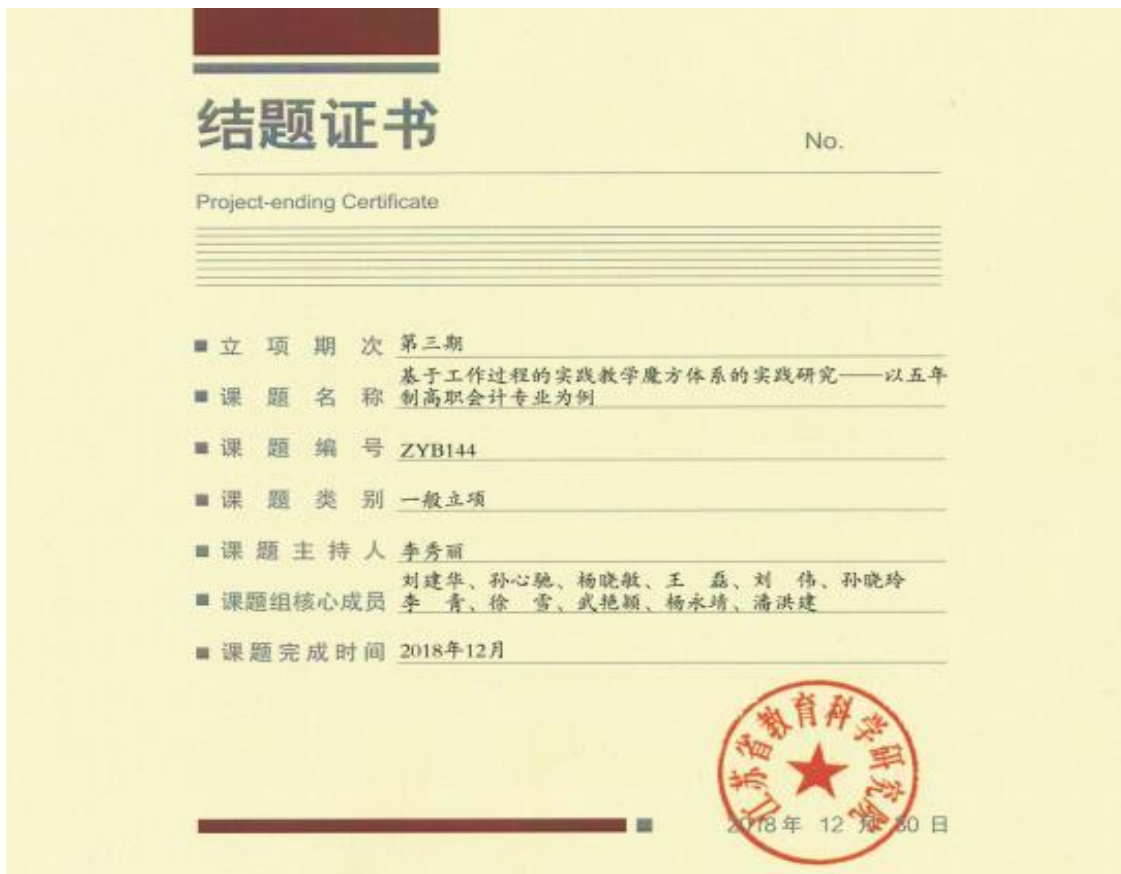 结题证书
No.
Project-ending Certificate
■ 立项期次 第三期
■ 课题名称 基于工作过程的实践教学魔方体系的实践研究——以五年
制高职会计专业为例
■ 课题编号 ZYB144
■ 课题类别 一般立项
■ 课题主持人 李秀丽
■ 课题组核心成员 刘建华、孙心驰、杨晓敏、王 磊、刘 伟、孙晓玲
李 青、徐 雪、武艳颖、杨永靖、潘洪建
■ 课题完成时间 2018年12月
江苏省教育科学研究院
2018年 12 月 30 日